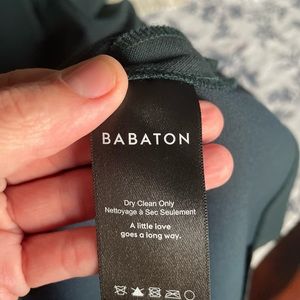 BABATON
Dry Clean Only
Nettoyage à Sec Seulement
A little love
goes a long way.